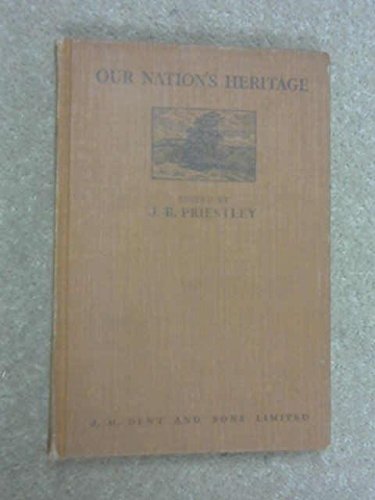 OUR NATION'S HERITAGE
EDITED BY
J. B. PRIESTLEY
J. M. DENT AND SONS LIMITED